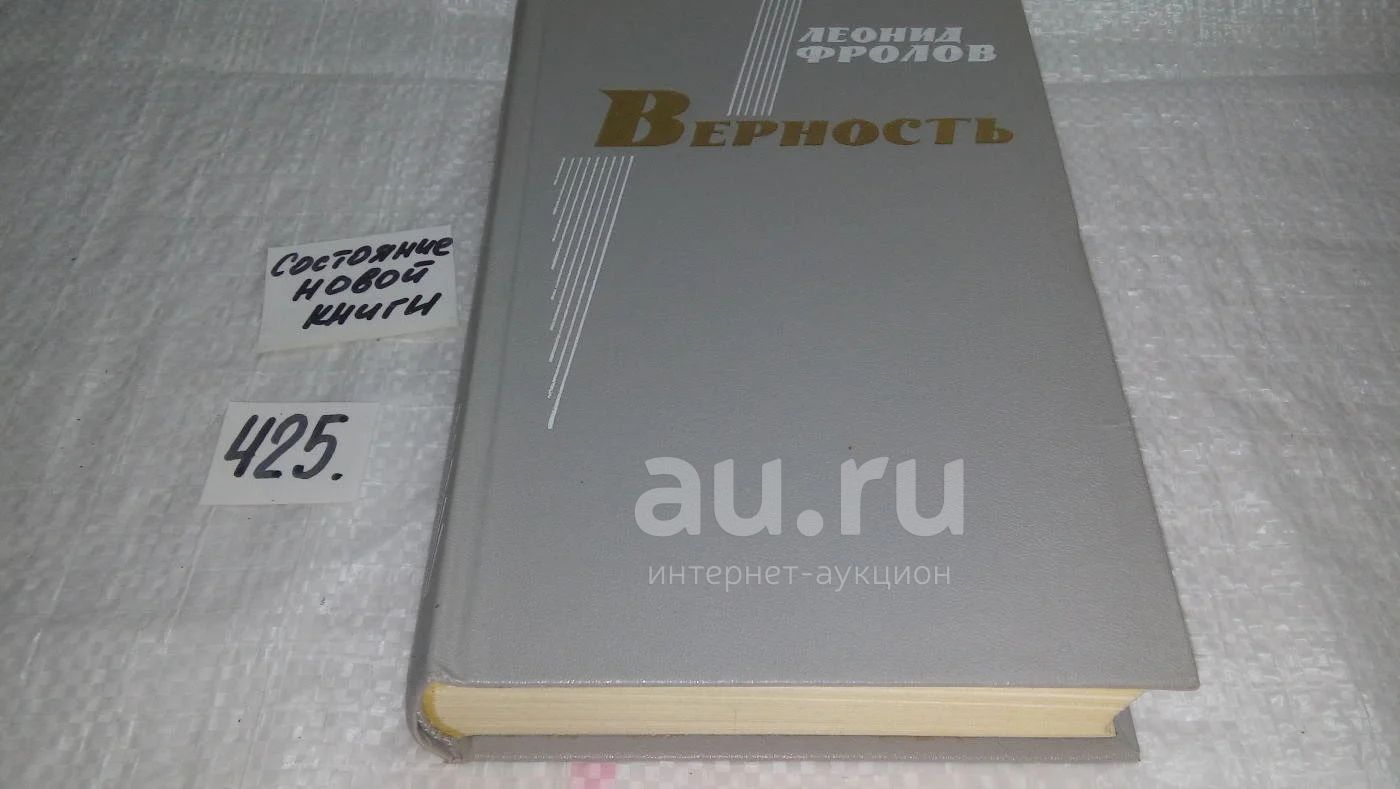 ЛЕОНИД
ФРОЛОВ
ВЕРНОСТЬ
Состояние
новой
книги
425.
au.ru
интернет-аукцион